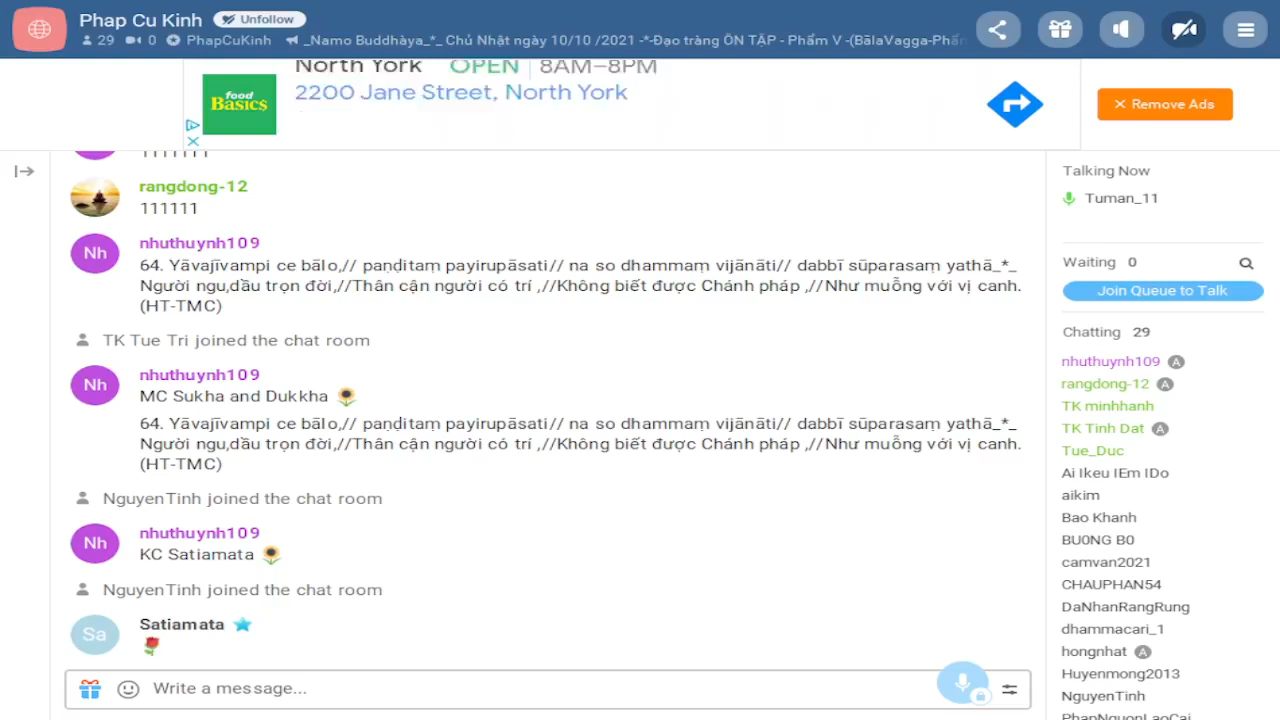 Phap Cu Kinh Unfollow
29 0 PhapCuKinh _Namo Buddhàya_*_ Chủ Nhật ngày 10/10 /2021 -*-Đạo tràng ÔN TẬP - Phẩm V -(BālaVagga-Phẩm
North York OPEN 8AM–8PM
food
Basics
2200 Jane Street, North York
Remove Ads
1111111
rangdong-12
111111
Nh
nhuthuynh109
64. Yāvajīvampi ce bālo,// paṇḍitaṃ payirupāsati// na so dhammaṃ vijānāti// dabbī sūparasaṃ yathā_*_
Người ngu,dầu trọn đời,//Thân cận người có trí ,//Không biết được Chánh pháp ,//Như muỗng với vị canh.
(HT-TMC)
TK Tue Tri joined the chat room
Nh
nhuthuynh109
MC Sukha and Dukkha 🌻
64. Yāvajīvampi ce bālo,// paṇḍitaṃ payirupāsati// na so dhammaṃ vijānāti// dabbī sūparasaṃ yathā_*_
Người ngu,dầu trọn đời,//Thân cận người có trí ,//Không biết được Chánh pháp ,//Như muỗng với vị canh.
(HT-TMC)
NguyenTinh joined the chat room
Nh
nhuthuynh109
KC Satiamata 🌻
NguyenTinh joined the chat room
Sa
Satiamata
🌹
Write a message...
Talking Now
Tuman_11
Waiting 0
Join Queue to Talk
Chatting 29
nhuthuynh109 A
rangdong-12 A
TK minhhanh
TK Tinh Dat A
Tue_Duc
Ai Ikeu IEm IDo
aikim
Bao Khanh
BU0NG B0
camvan2021
CHAUPHAN54
DaNhanRangRung
dhammacari_1
hongnhat A
Huyenmong2013
NguyenTinh
PhapNguonLaoCai